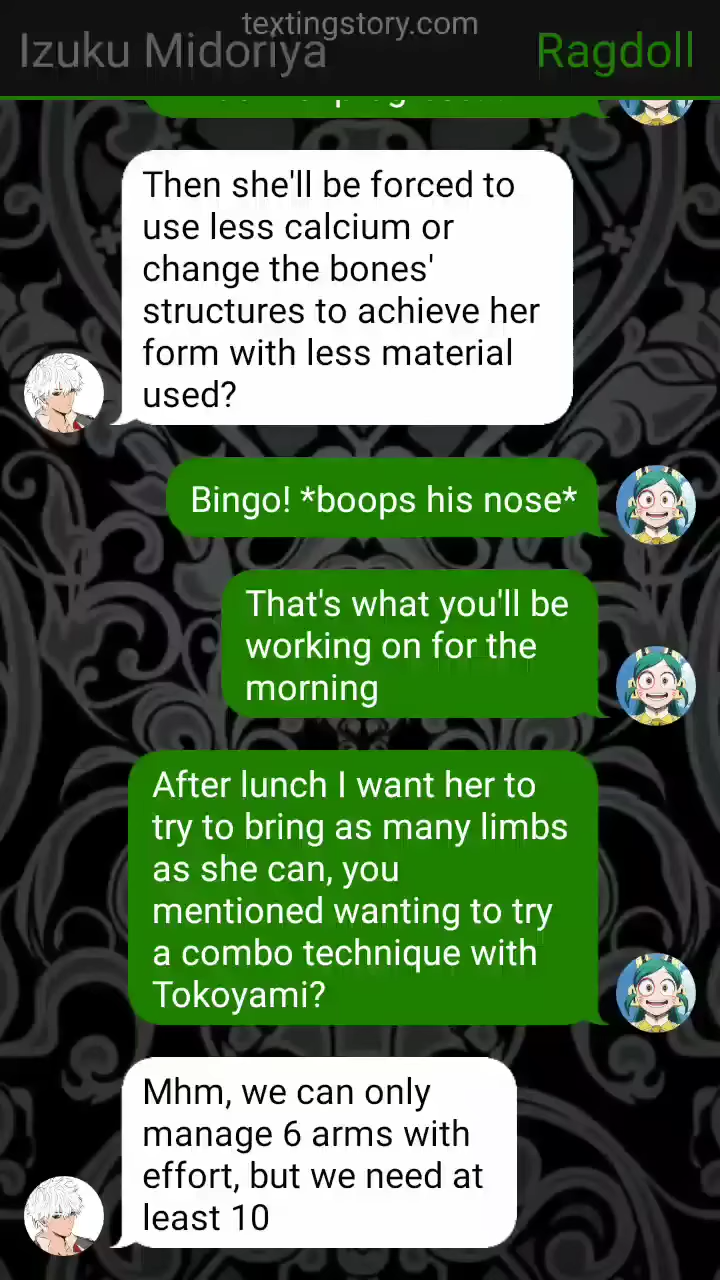 textingstory.com
Izuku Midoriya
Ragdoll
Then she'll be forced to
use less calcium or
change the bones'
structures to achieve her
form with less material
used?
Bingo! *boops his nose*
That's what you'll be
working on for the
morning
After lunch I want her to
try to bring as many limbs
as she can, you
mentioned wanting to try
a combo technique with
Tokoyami?
Mhm, we can only
manage 6 arms with
effort, but we need at
least 10